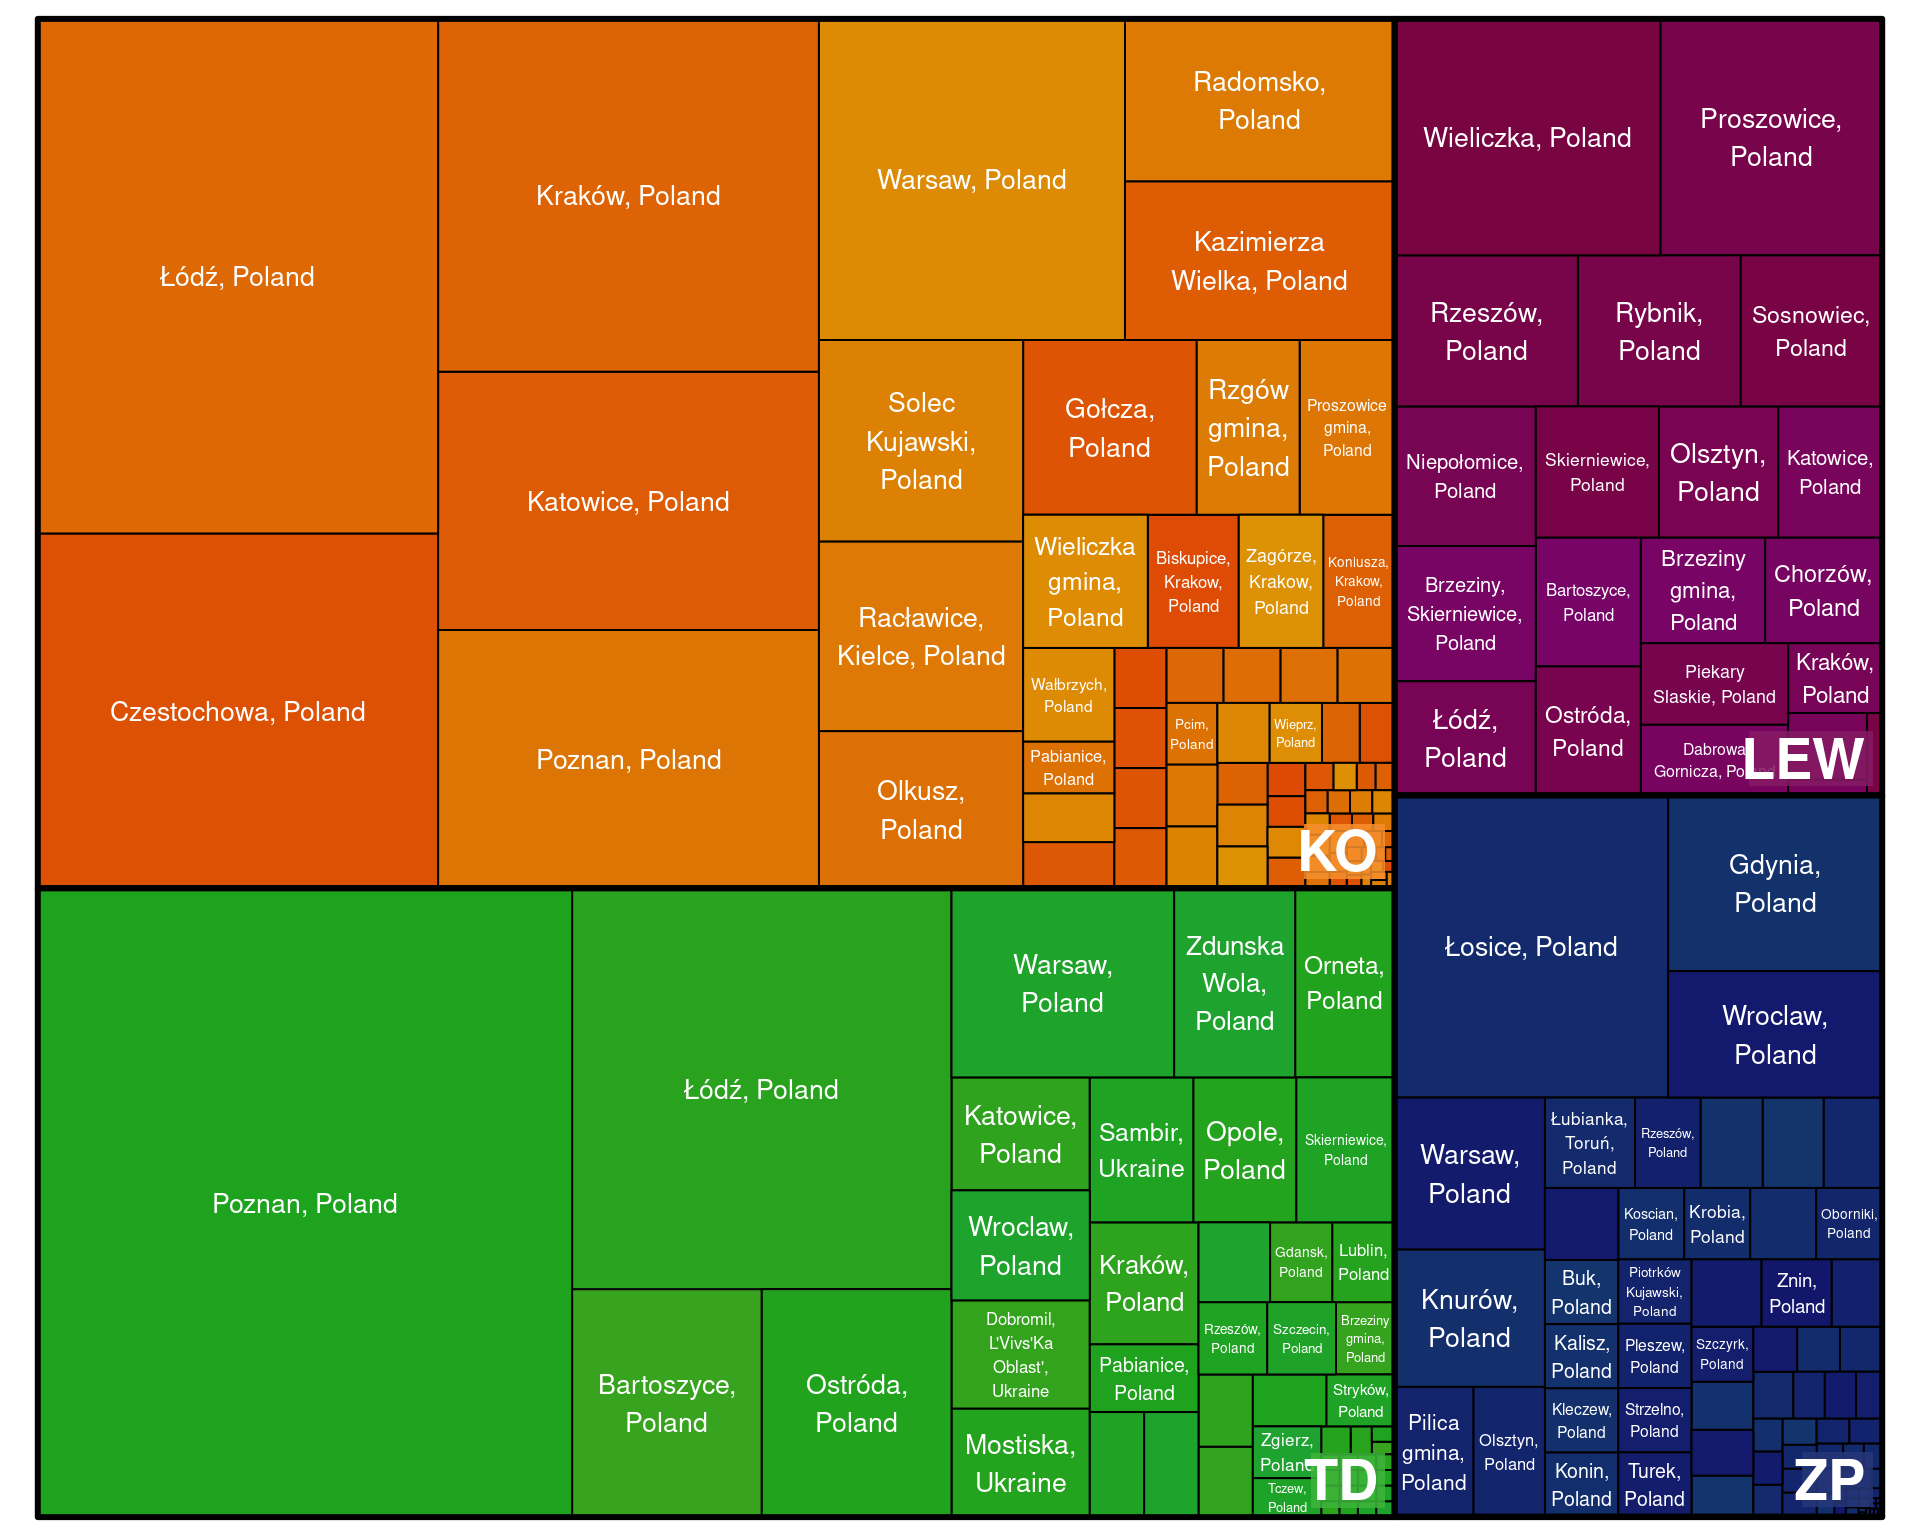 Łódź, Poland
Czestochowa, Poland
Kraków, Poland
Katowice, Poland
Poznan, Poland
Warsaw, Poland
Radomsko,
Poland
Kazimierza
Wielka, Poland
Solec
Kujawski,
Poland
Racławice,
Kielce, Poland
Olkusz,
Poland
Gołcza,
Poland
Rzgów
gmina,
Poland
Proszowice
gmina,
Poland
Wieliczka
gmina,
Poland
Biskupice,
Krakow,
Poland
Zagórze,
Krakow,
Poland
Koniusza,
Krakow,
Poland
Wałbrzych,
Poland
Pabianice,
Poland
Pcim,
Poland
Wieprz,
Poland
KO
Wieliczka, Poland
Proszowice,
Poland
Rzeszów,
Poland
Rybnik,
Poland
Sosnowiec,
Poland
Niepołomice,
Poland
Skierniewice,
Poland
Olsztyn,
Poland
Katowice,
Poland
Brzeziny,
Skierniewice,
Poland
Bartoszyce,
Poland
Brzeziny
gmina,
Poland
Chorzów,
Poland
Łódź,
Poland
Ostróda,
Poland
Piekary
Slaskie, Poland
Kraków,
Poland
Dabrowa
Gornicza, Po
LEW
Poznan, Poland
Łódź, Poland
Bartoszyce,
Poland
Ostróda,
Poland
Warsaw,
Poland
Zdunska
Wola,
Poland
Orneta,
Poland
Katowice,
Poland
Wroclaw,
Poland
Dobromil,
L'Vivs'Ka
Oblast',
Ukraine
Mostiska,
Ukraine
Sambir,
Ukraine
Opole,
Poland
Skierniewice,
Poland
Kraków,
Poland
Pabianice,
Poland
Gdansk,
Poland
Lublin,
Poland
Rzeszów,
Poland
Szczecin,
Poland
Brzeziny
gmina,
Poland
Stryków,
Poland
Zgierz,
Poland
Tczew,
Poland
TD
Łosice, Poland
Gdynia,
Poland
Wroclaw,
Poland
Warsaw,
Poland
Knurów,
Poland
Pilica
gmina,
Poland
Olsztyn,
Poland
Łubianka,
Toruń,
Poland
Rzeszów,
Poland
Koscian,
Poland
Krobia,
Poland
Oborniki,
Poland
Buk,
Poland
Piotrków
Kujawski,
Poland
Znin,
Poland
Kalisz,
Poland
Pleszew,
Poland
Szczyrk,
Poland
Kleczew,
Poland
Strzelno,
Poland
Konin,
Poland
Turek,
Poland
ZP